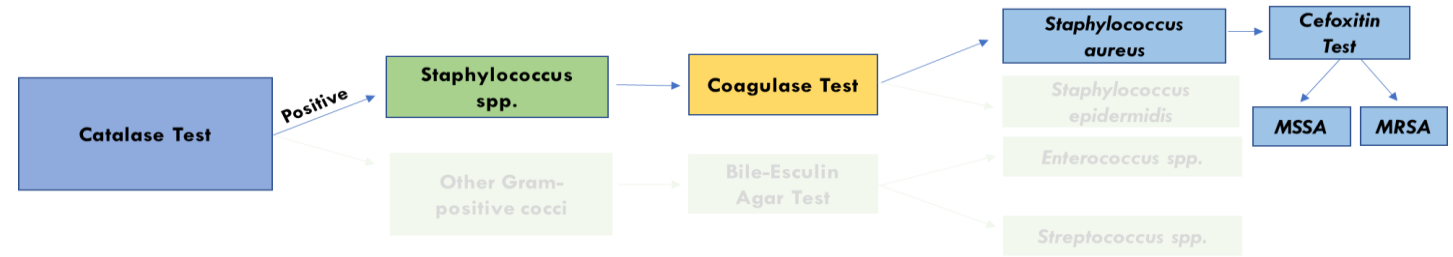 Catalase Test
Positive
Staphylococcus
spp.
Coagulase Test
Staphylococcus
aureus
Cefoxitin
Test
MSSA
MRSA
Staphylococcus
epidermidis
Other Gram-
positive cocci
Bile-Esculin
Agar Test
Enterococcus spp.
Streptococcus spp.